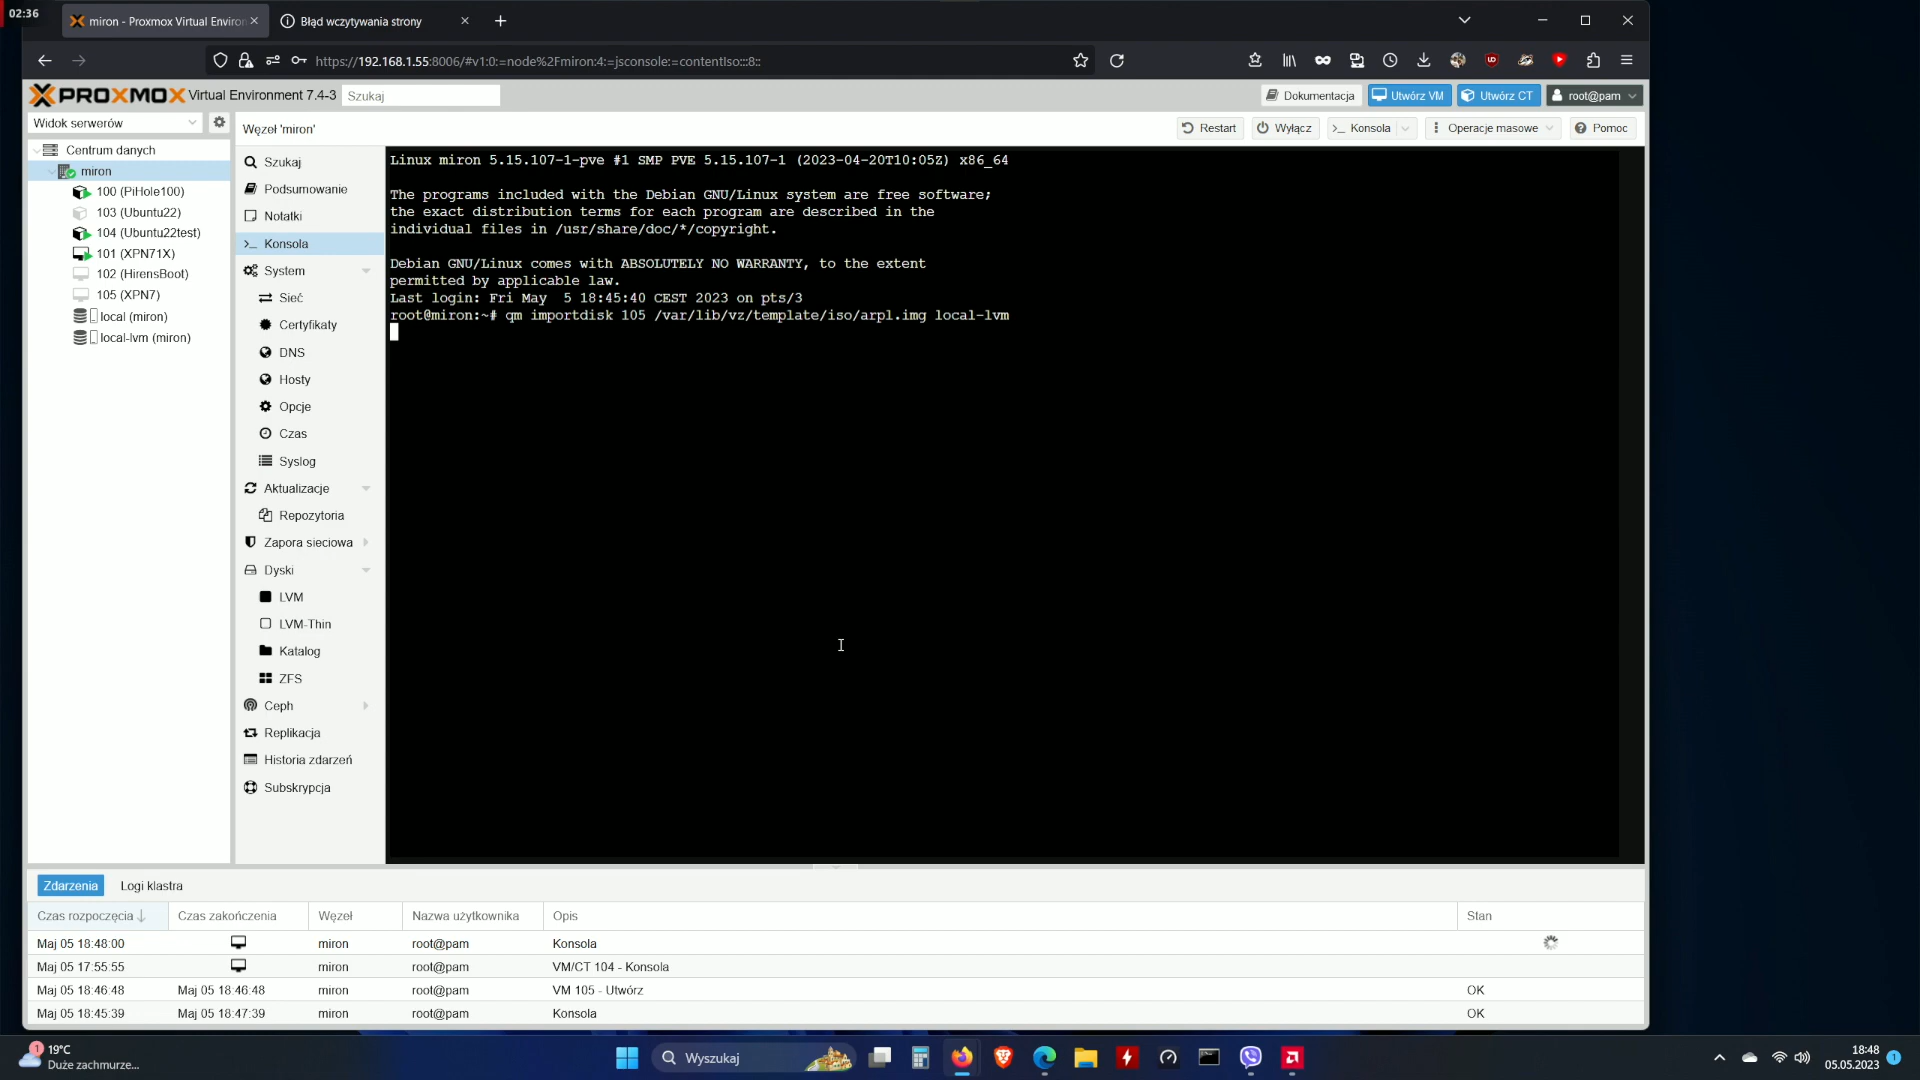 02:36
miron - Proxmox Virtual Environ
Błąd wczytywania strony
https://192.168.1.55:8006/#v1:0:=node%2Fmiron:4:=jsconsole:=contentIso:::8::
PROXMOX Virtual Environment 7.4-3
Szukaj
Dokumentacja
Utwórz VM
Utwórz CT
root@pam
Widok serwerów
Węzeł 'miron'
Restart
Wyłącz
Konsola
Operacje masowe
Pomoc
Centrum danych
miron
100 (PiHole100)
103 (Ubuntu22)
104 (Ubuntu22test)
101 (XPN71X)
102 (HirensBoot)
105 (XPN7)
local (miron)
local-lvm (miron)
Szukaj
Podsumowanie
Notatki
Konsola
System
Sieć
Certyfikaty
DNS
Hosty
Opcje
Czas
Syslog
Aktualizacje
Repozytoria
Zapora sieciowa
Dyski
LVM
LVM-Thin
Katalog
ZFS
Ceph
Replikacja
Historia zdarzeń
Subskrypcja
Linux miron 5.15.107-1-pve #1 SMP PVE 5.15.107-1 (2023-04-20T10:05Z) x86_64
The programs included with the Debian GNU/Linux system are free software;
the exact distribution terms for each program are described in the
individual files in /usr/share/doc/*/copyright.
Debian GNU/Linux comes with ABSOLUTELY NO WARRANTY, to the extent
permitted by applicable law.
Last login: Fri May  5 18:45:40 CEST 2023 on pts/3
root@miron:~# qm importdisk 105 /var/lib/vz/template/iso/arpl.img local-lvm
Zdarzenia
Logi klastra
Czas rozpoczęcia
Czas zakończenia
Węzeł
Nazwa użytkownika
Opis
Stan
Maj 05 18:48:00 miron root@pam Konsola
Maj 05 17:55:55 miron root@pam VM/CT 104 - Konsola
Maj 05 18:46:48 Maj 05 18:46:48 miron root@pam VM 105 - Utwórz OK
Maj 05 18:45:39 Maj 05 18:47:39 miron root@pam Konsola OK
1
19°C
Duże zachmurze...
Wyszukaj
18:48
05.05.2023
1